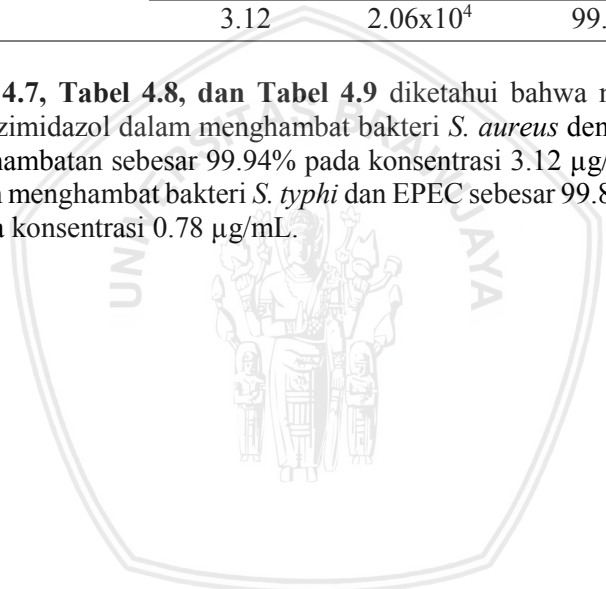 3.12 2.06x10⁴ 99.
4.7, Tabel 4.8, dan Tabel 4.9 diketahui bahwa
zimidazol dalam menghambat bakteri S. aureus den
hambatan sebesar 99.94% pada konsentrasi 3.12 µg/
menghambat bakteri S. typhi dan EPEC sebesar 99.8
konsentrasi 0.78 µg/mL.
UNIVERSITAS BRAWIJAYA